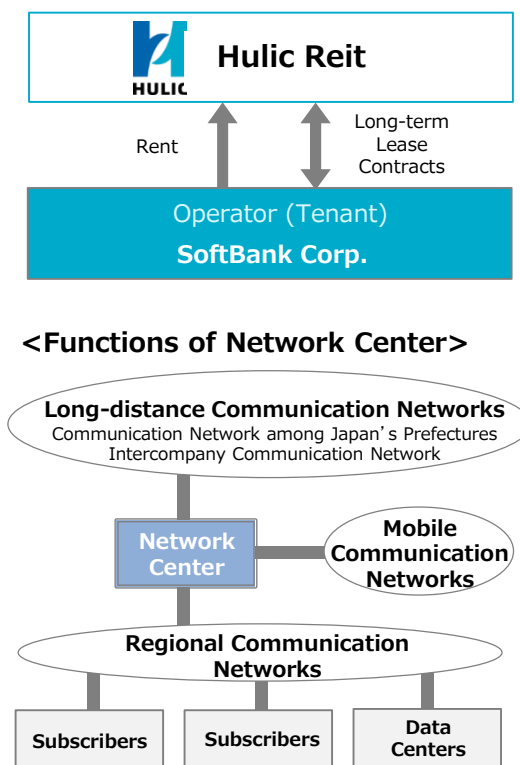 HULIC
Hulic Reit
Rent
Long-term
Lease
Contracts
Operator (Tenant)
SoftBank Corp.
<Functions of Network Center>
Long-distance Communication Networks
Communication Network among Japan’s Prefectures
Intercompany Communication Network
Network
Center
Mobile
Communication
Networks
Regional Communication
Networks
Subscribers
Subscribers
Data
Centers